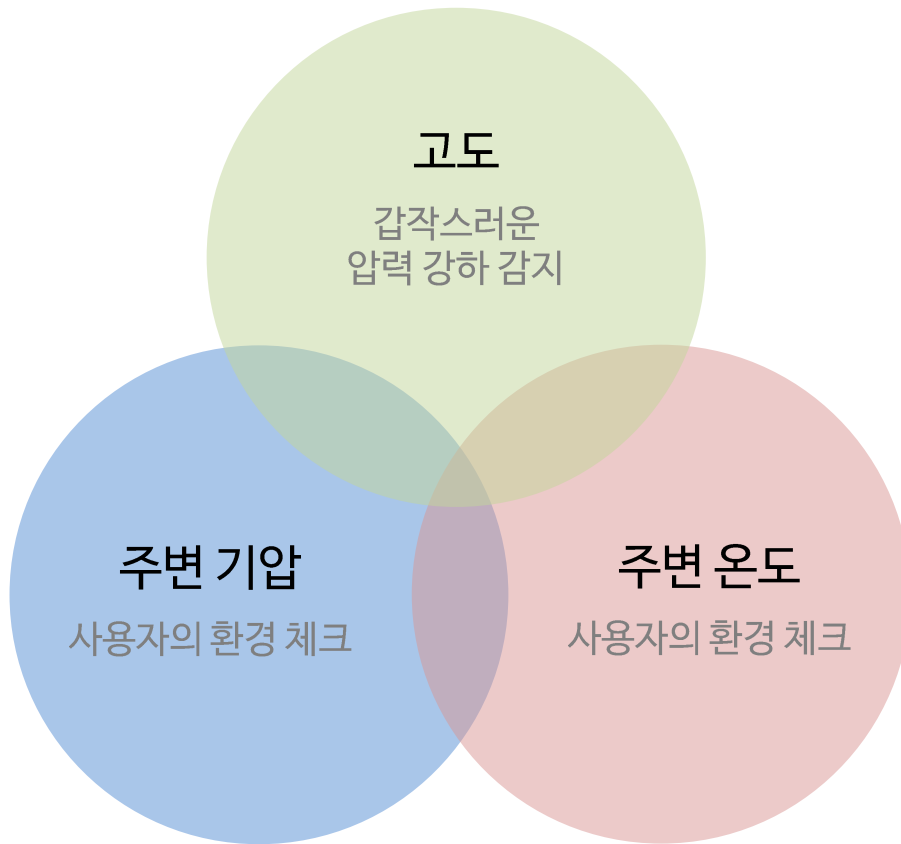 고도
갑작스러운
압력 강하 감지
주변 기압
사용자의 환경 체크
주변 온도
사용자의 환경 체크